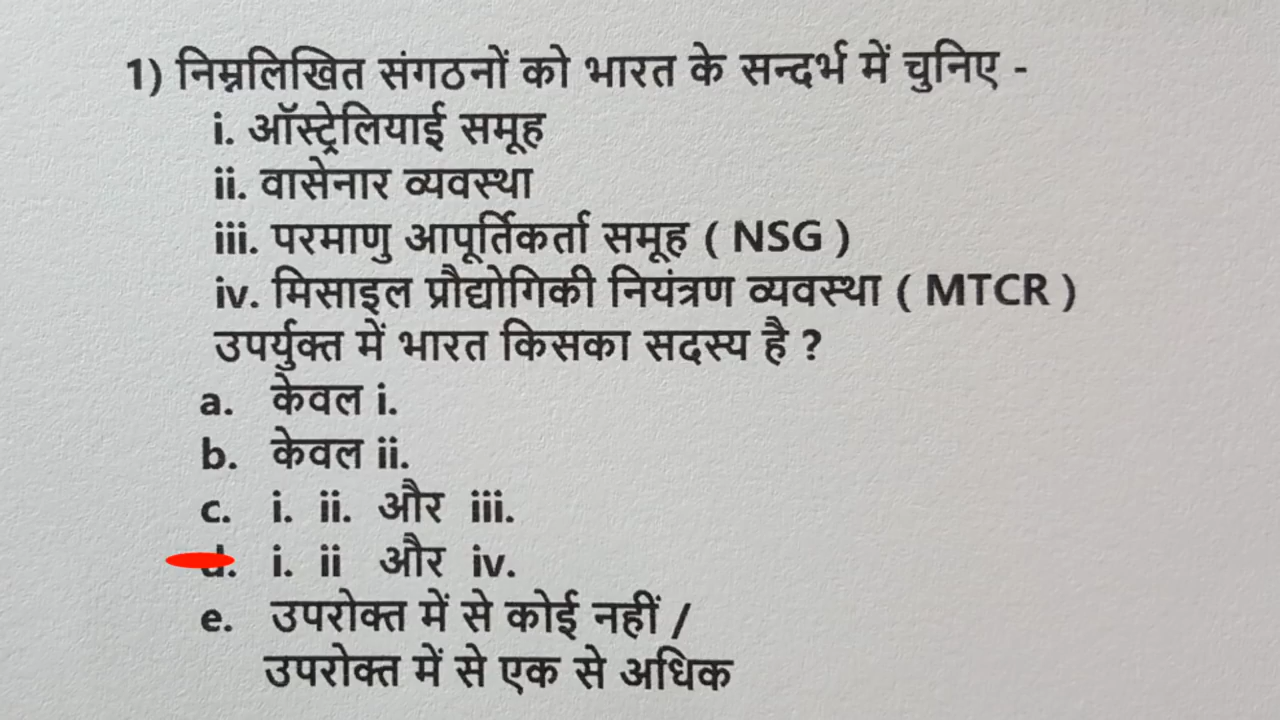 1) निम्नलिखित संगठनों को भारत के सन्दर्भ में चुनिए -
i. ऑस्ट्रेलियाई समूह
ii. वासेनार व्यवस्था
iii. परमाणु आपूर्तिकर्ता समूह ( NSG )
iv. मिसाइल प्रौद्योगिकी नियंत्रण व्यवस्था ( MTCR )
उपर्युक्त में भारत किसका सदस्य है ?
a. केवल i.
b. केवल ii.
c. i. ii. और iii.
d. i. ii और iv.
e. उपरोक्त में से कोई नहीं /
उपरोक्त में से एक से अधिक